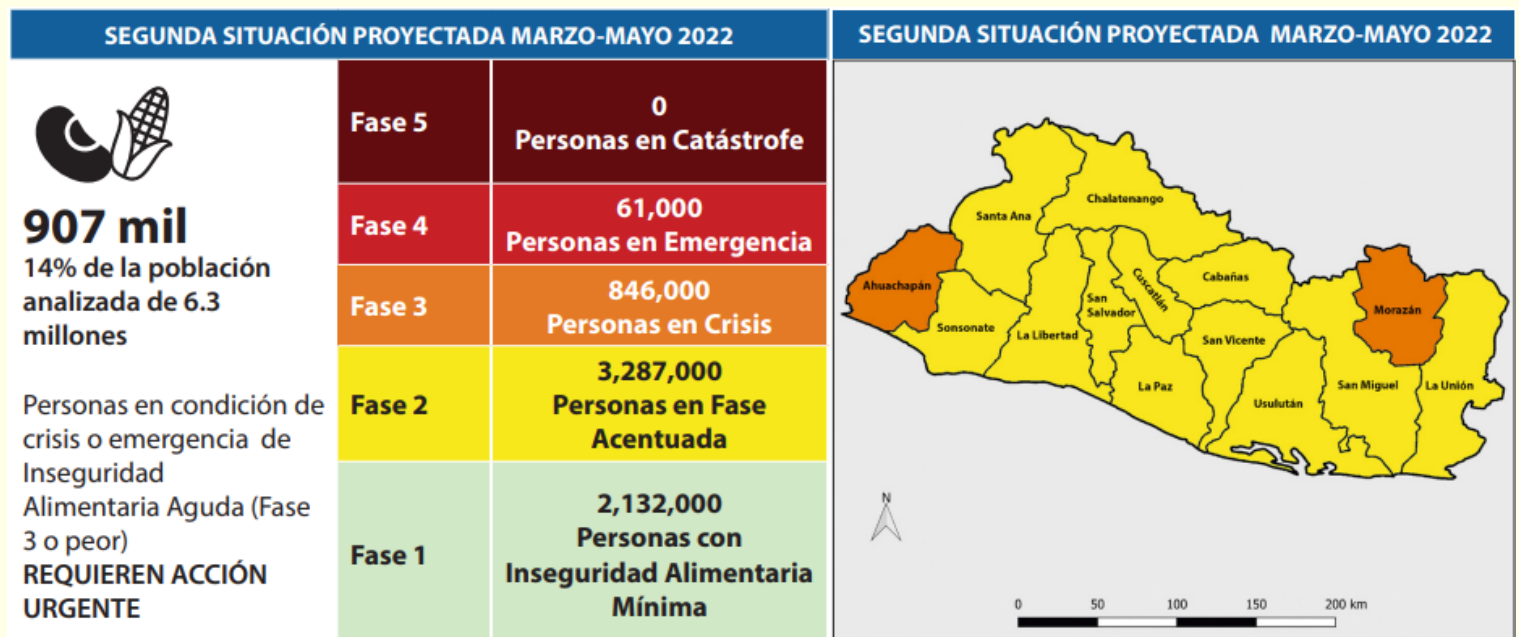 SEGUNDA SITUACIÓN PROYECTADA MARZO-MAYO 2022
907 mil
14% de la población
analizada de 6.3
millones
Personas en condición de
crisis o emergencia de
Inseguridad
Alimentaria Aguda (Fase
3 o peor)
REQUIEREN ACCIÓN
URGENTE
Fase 5
0
Personas en Catástrofe
Fase 4
61,000
Personas en Emergencia
Fase 3
846,000
Personas en Crisis
Fase 2
3,287,000
Personas en Fase
Acentuada
Fase 1
2,132,000
Personas con
Inseguridad Alimentaria
Mínima
SEGUNDA SITUACIÓN PROYECTADA MARZO-MAYO 2022
Chalatenango
Santa Ana
Ahuachapán
Cabañas
Cuscatlán
San
Salvador
Morazán
Sonsonate
La Libertad
San Vicente
La Paz
San Miguel
La Unión
Usulután
N
0 50 100 150 200 km